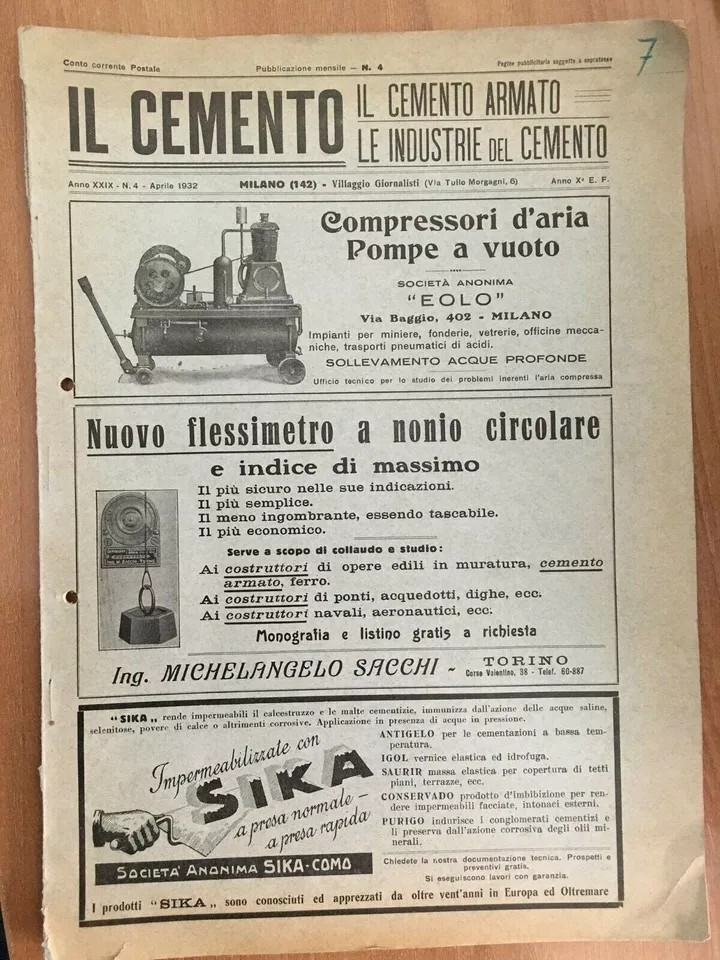 7
Conto corrente Postale
Pubblicazione mensile — N. 4
Pagine pubblicitarie soggette a sopratassa
IL CEMENTO
IL CEMENTO ARMATO
LE INDUSTRIE DEL CEMENTO
Anno XXIX - N. 4 - Aprile 1932
MILANO (142) - Villaggio Giornalisti (Via Tullo Morgagni, 6)
Anno Xº E. F.
Compressori d'aria
Pompe a vuoto
SOCIETÀ ANONIMA
"EOLO"
Via Baggio, 402 - MILANO
Impianti per miniere, fonderie, vetrerie, officine mecca-
niche, trasporti pneumatici di acidi.
SOLLEVAMENTO ACQUE PROFONDE
Ufficio tecnico per lo studio dei problemi inerenti l'aria compressa
Nuovo flessimetro a nonio circolare
e indice di massimo
Il più sicuro nelle sue indicazioni.
Il più semplice.
Il meno ingombrante, essendo tascabile.
Il più economico.
Serve a scopo di collaudo e studio:
Ai costruttori di opere edili in muratura, cemento
armato, ferro.
Ai costruttori di ponti, acquedotti, dighe, ecc.
Ai costruttori navali, aeronautici, ecc.
Monografia e listino gratis a richiesta
Ing. MICHELANGELO SACCHI ~ TORINO
Corso Valentino, 38 - Telef. 60-887
"SIKA„ rende impermeabili il calcestruzzo e le malte cementizie, immunizza dall'azione delle acque saline,
selenitose, povere di calce o altrimenti corrosive. Applicazione in presenza di acque in pressione.
Impermeabilizzate con
SIKA
a presa normale -
a presa rapida
SOCIETA' ANONIMA SIKA-COMO
ANTIGELO per le cementazioni a bassa tem-
peratura.
IGOL vernice elastica ed idrofuga.
SAURIR massa elastica per copertura di tetti
piani, terrazze, ecc.
CONSERVADO prodotto d'imbibizione per ren-
dere impermeabili facciate, intonaci esterni.
PURIGO indurisce i conglomerati cementizi e
li preserva dall'azione corrosiva degli olii mi-
nerali.
Chiedete la nostra documentazione tecnica. Prospetti e
preventivi gratis.
Si eseguiscono lavori con garanzia.
I prodotti "SIKA„ sono conosciuti ed apprezzati da oltre vent'anni in Europa ed Oltremare